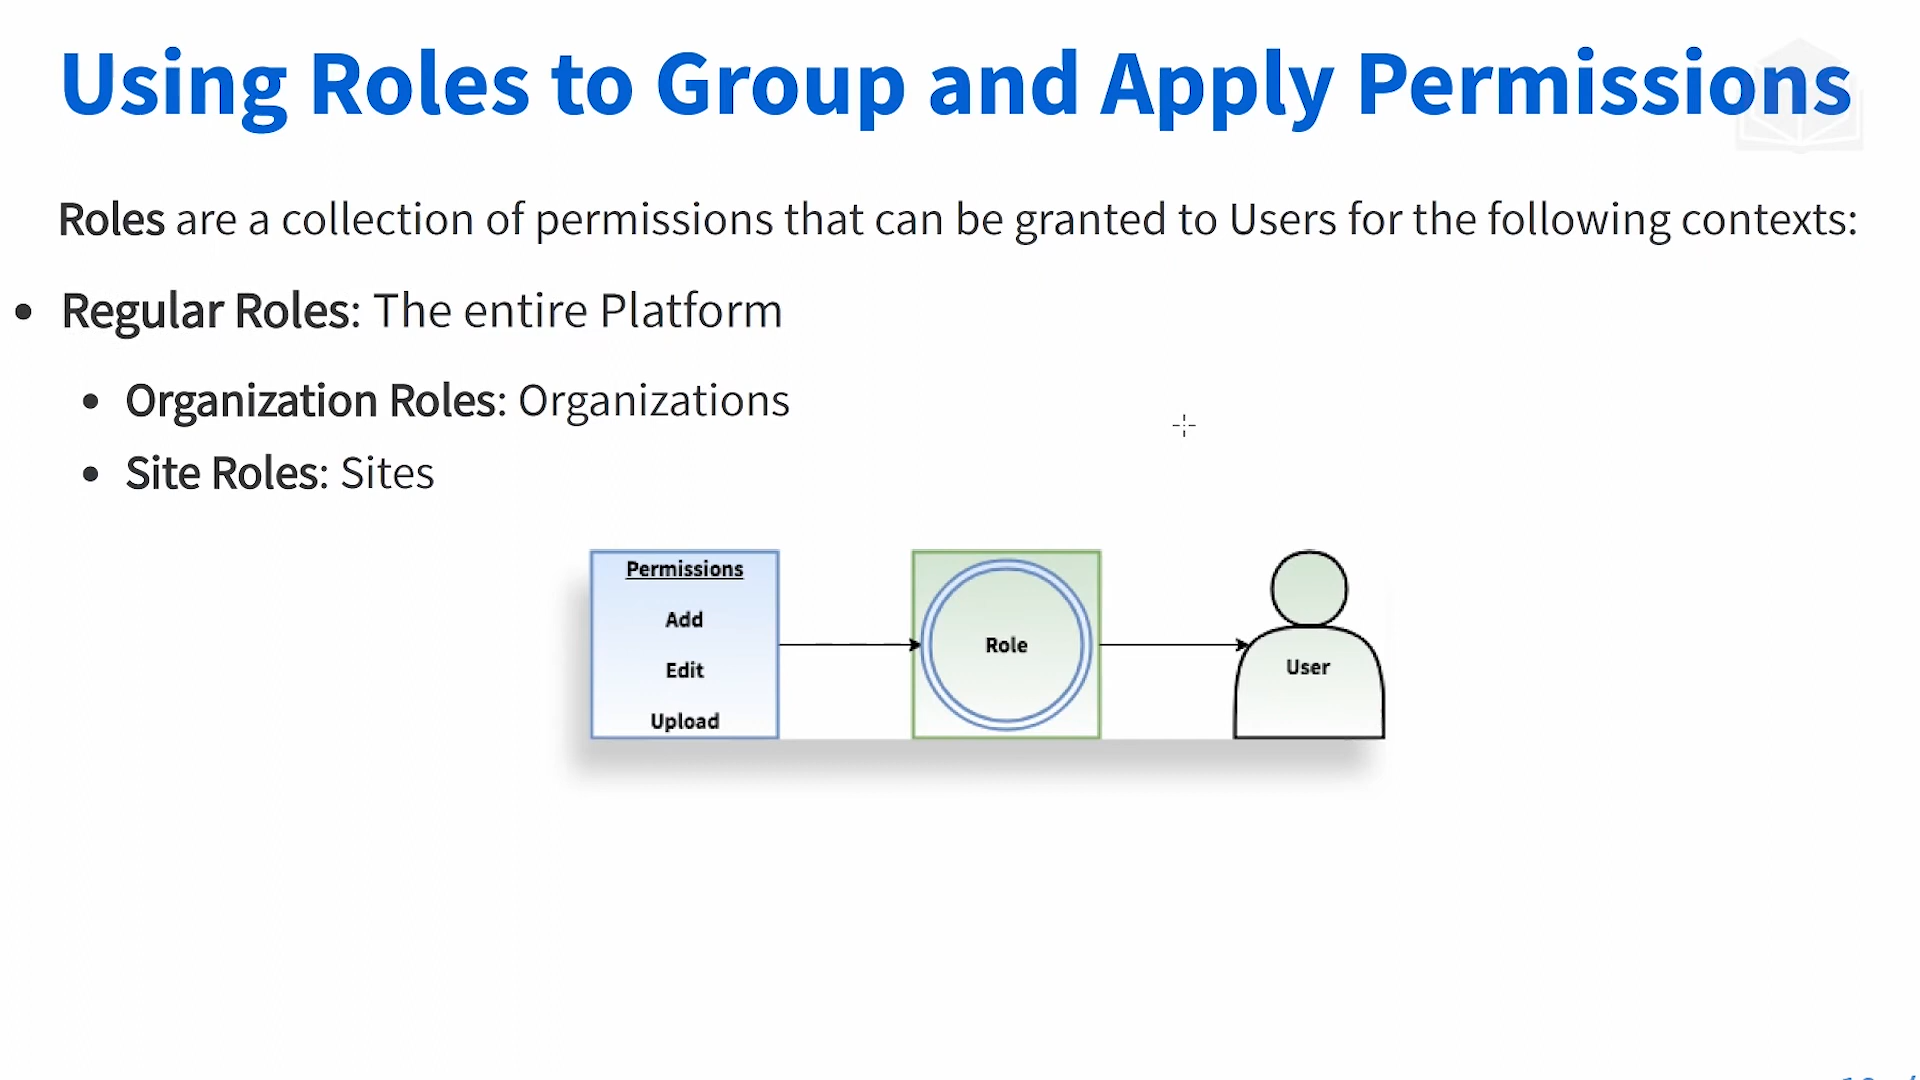 Using Roles to Group and Apply Permissions
Roles are a collection of permissions that can be granted to Users for the following contexts:
• Regular Roles: The entire Platform
• Organization Roles: Organizations
• Site Roles: Sites
Permissions
Add
Edit
Upload
Role
User